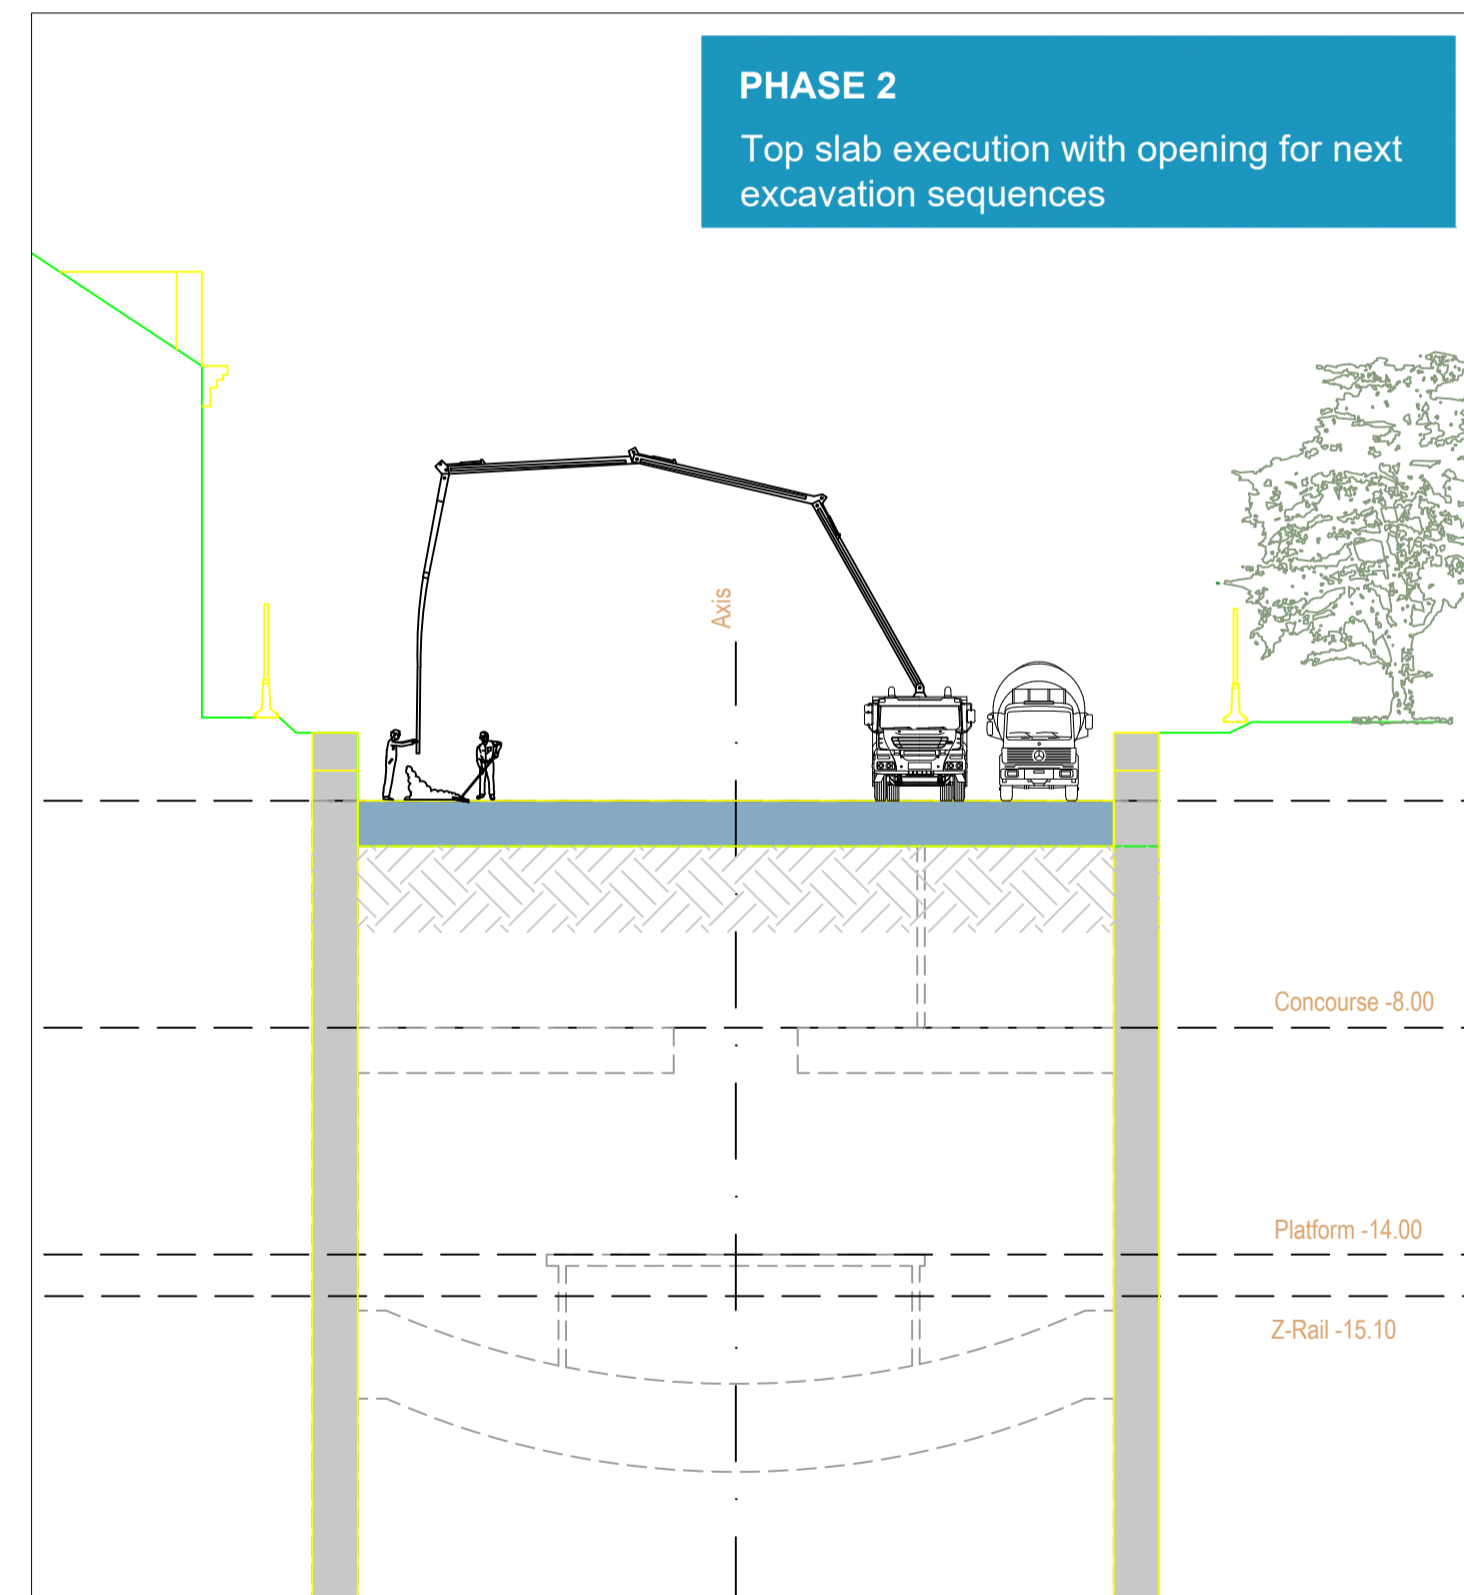 PHASE 2
Top slab execution with opening for next
excavation sequences
Axis
Concourse -8.00
Platform -14.00
Z-Rail -15.10